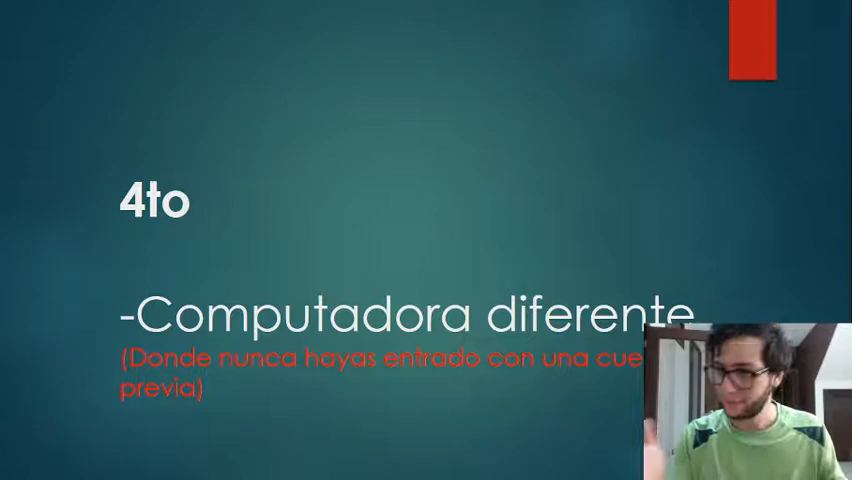 4to
-Computadora diferente
(Donde nunca hayas entrado con una
previa)